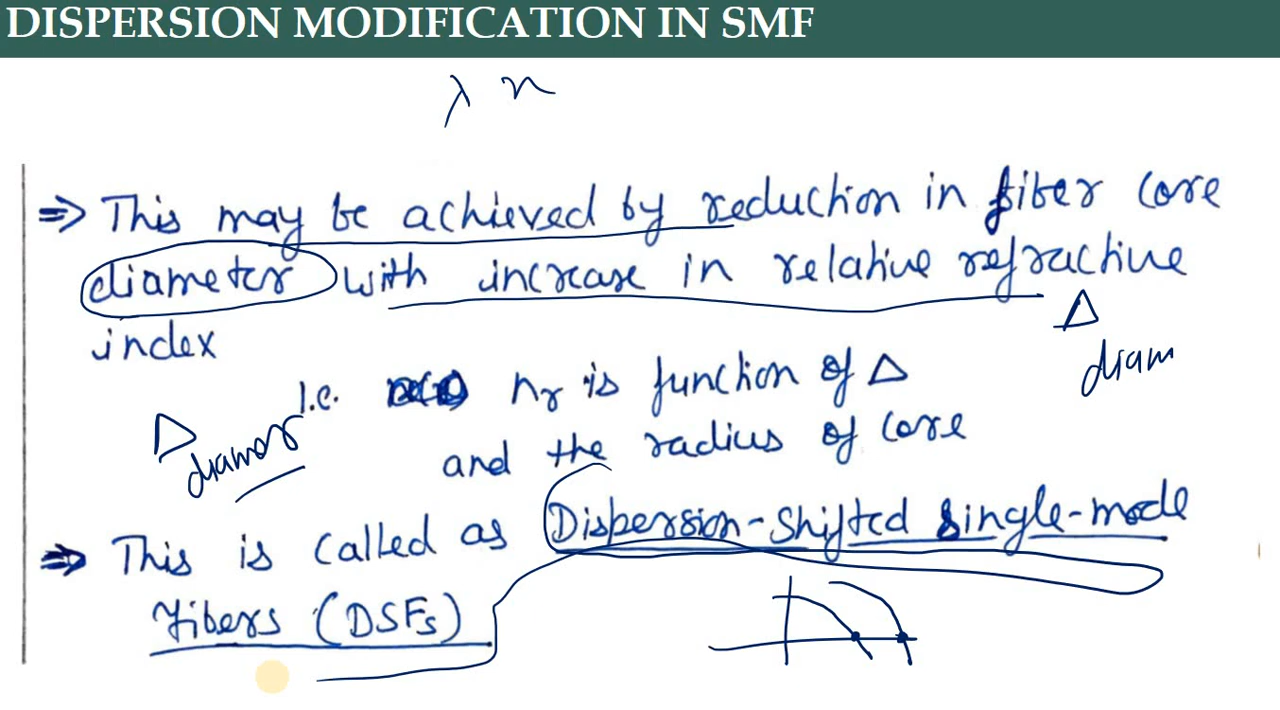 DISPERSION MODIFICATION IN SMF
λ n
⇒ This may be achieved by reduction in fiber core
diameter with increase in relative refractive
index
Δ
diam
I.e. nr is function of Δ
Δ
and the radius of core
⇒ This is called as Dispersion-Shifted Single-mode
Fibers (DSFs)